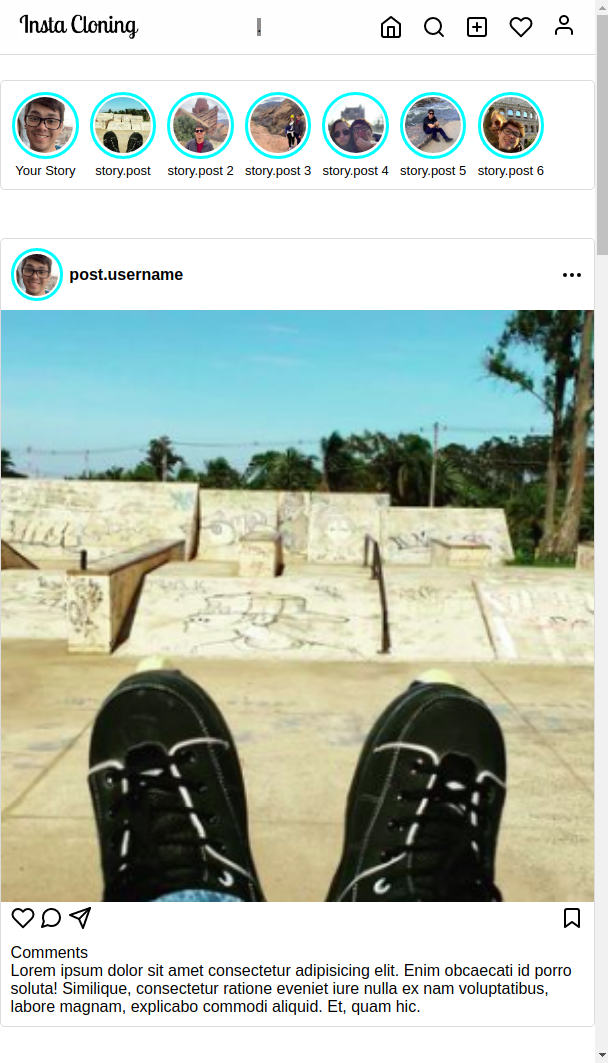 Insta Cloning
Your Story
story.post
story.post 2
story.post 3
story.post 4
story.post 5
story.post 6
post.username
Comments
Lorem ipsum dolor sit amet consectetur adipisicing elit. Enim obcaecati id porro
soluta! Similique, consectetur ratione eveniet iure nulla ex nam voluptatibus,
labore magnam, explicabo commodi aliquid. Et, quam hic.